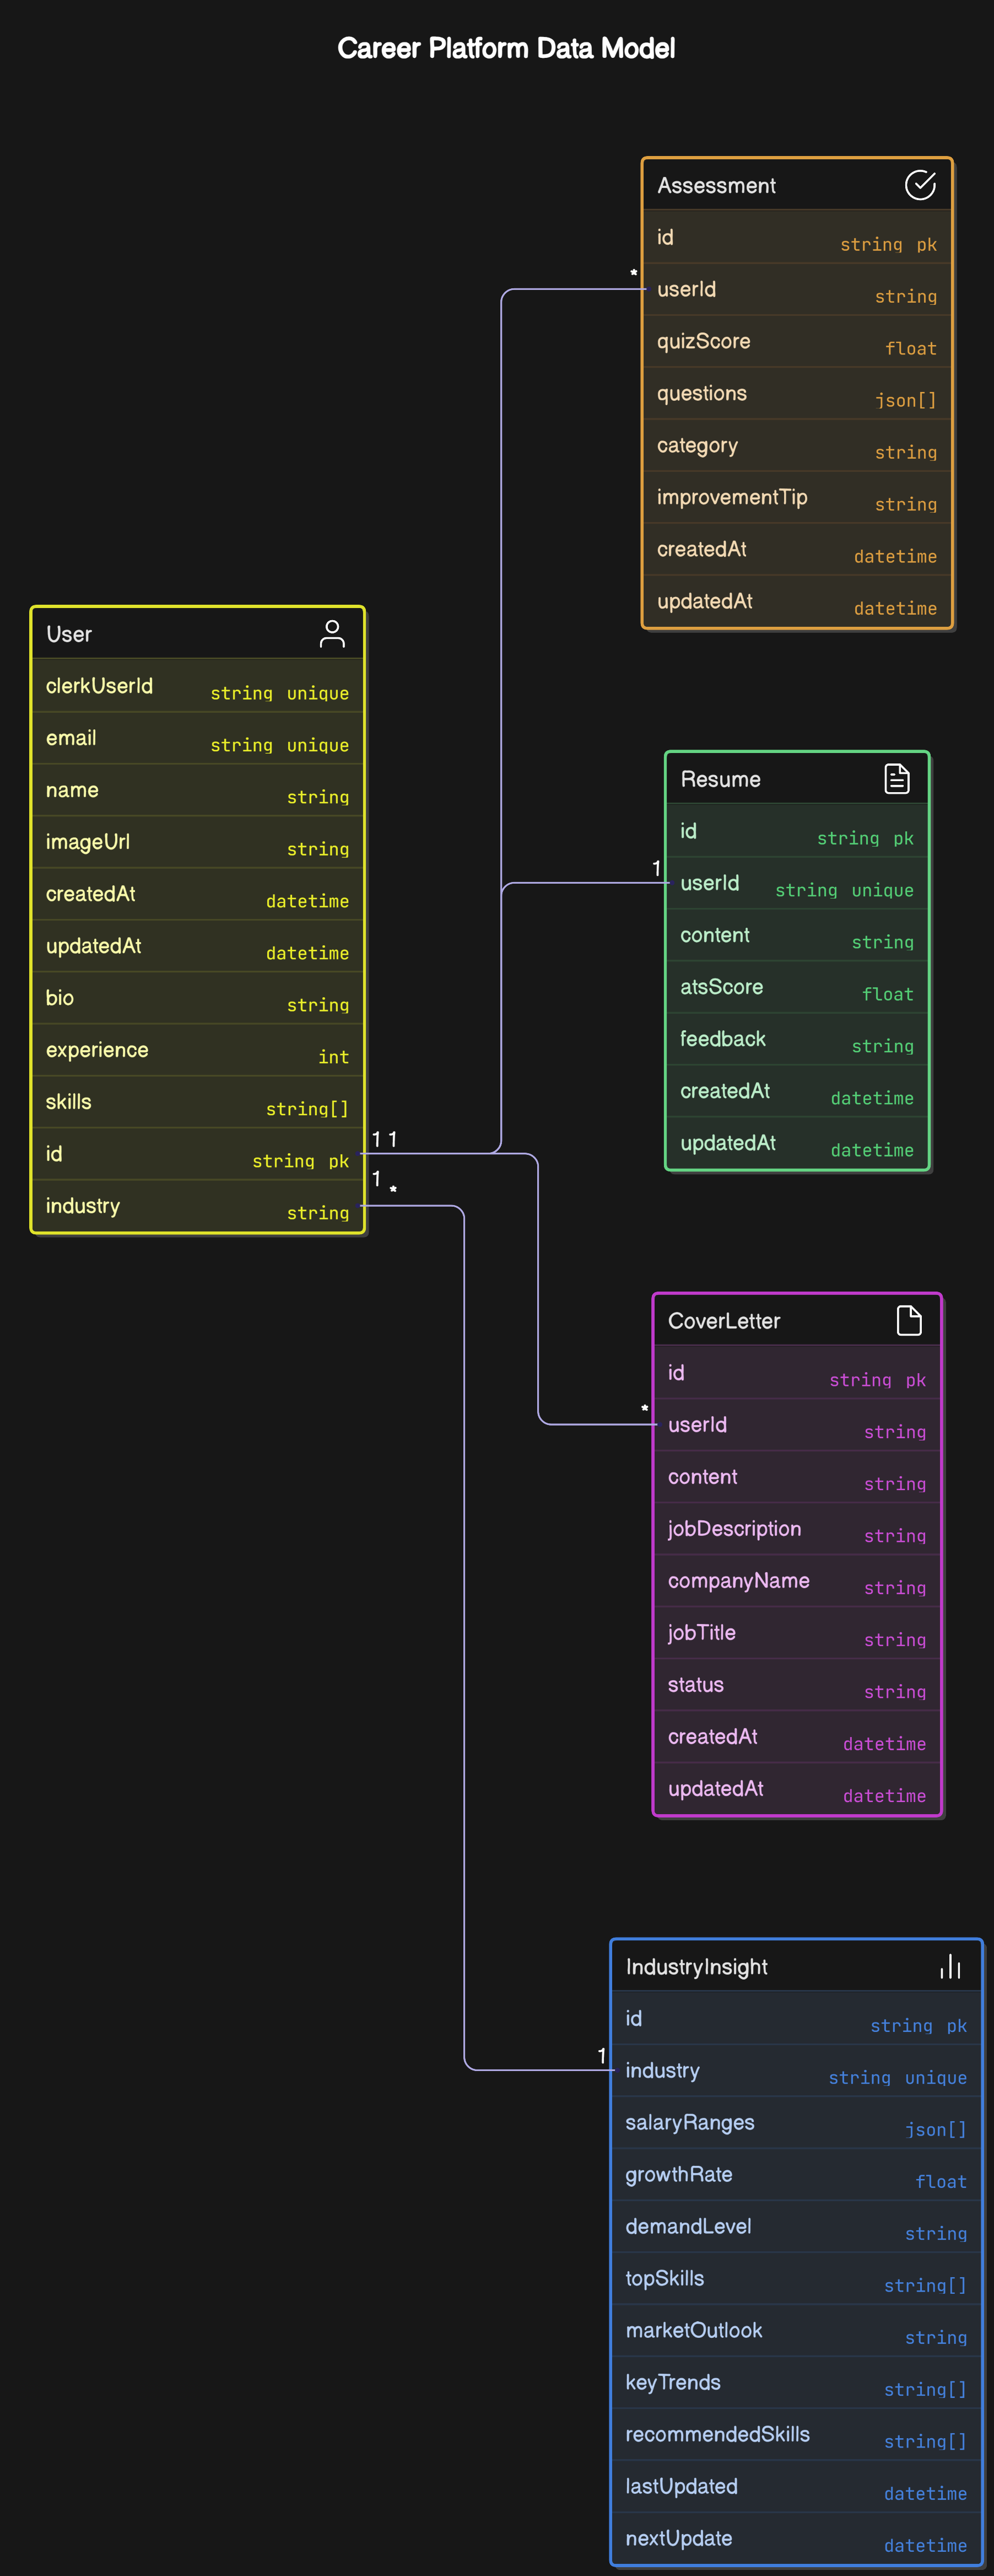 Career Platform Data Model
Assessment
id string pk
* userId string
quizScore float
questions json[]
category string
improvementTip string
createdAt datetime
updatedAt datetime
User
clerkUserId string unique
email string unique
name string
imageUrl string
createdAt datetime
updatedAt datetime
bio string
experience int
skills string[]
id string pk 1 1
1 *
industry string
Resume
id string pk
1 userId string unique
content string
atsScore float
feedback string
createdAt datetime
updatedAt datetime
CoverLetter
id string pk
* userId string
content string
jobDescription string
companyName string
jobTitle string
status string
createdAt datetime
updatedAt datetime
IndustryInsight
id string pk
1 industry string unique
salaryRanges json[]
growthRate float
demandLevel string
topSkills string[]
marketOutlook string
keyTrends string[]
recommendedSkills string[]
lastUpdated datetime
nextUpdate datetime